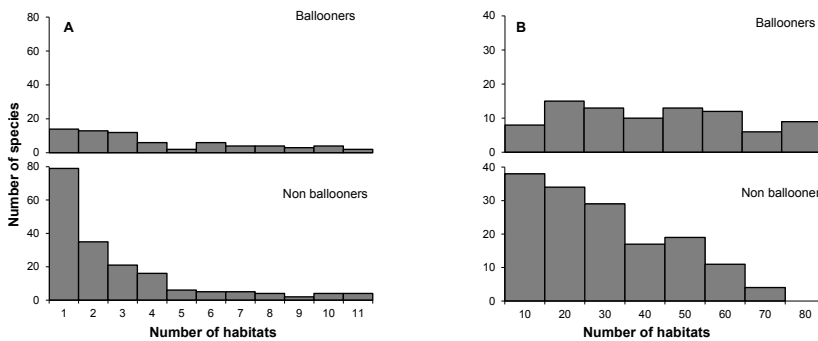 A
Ballooners
80
60
40
20
0
Non ballooners
80
60
40
20
0
1 2 3 4 5 6 7 8 9 10 11
Number of habitats
Number of species
B
Ballooners
40
30
20
10
0
Non ballooner
40
30
20
10
0
10 20 30 40 50 60 70 80
Number of habitats